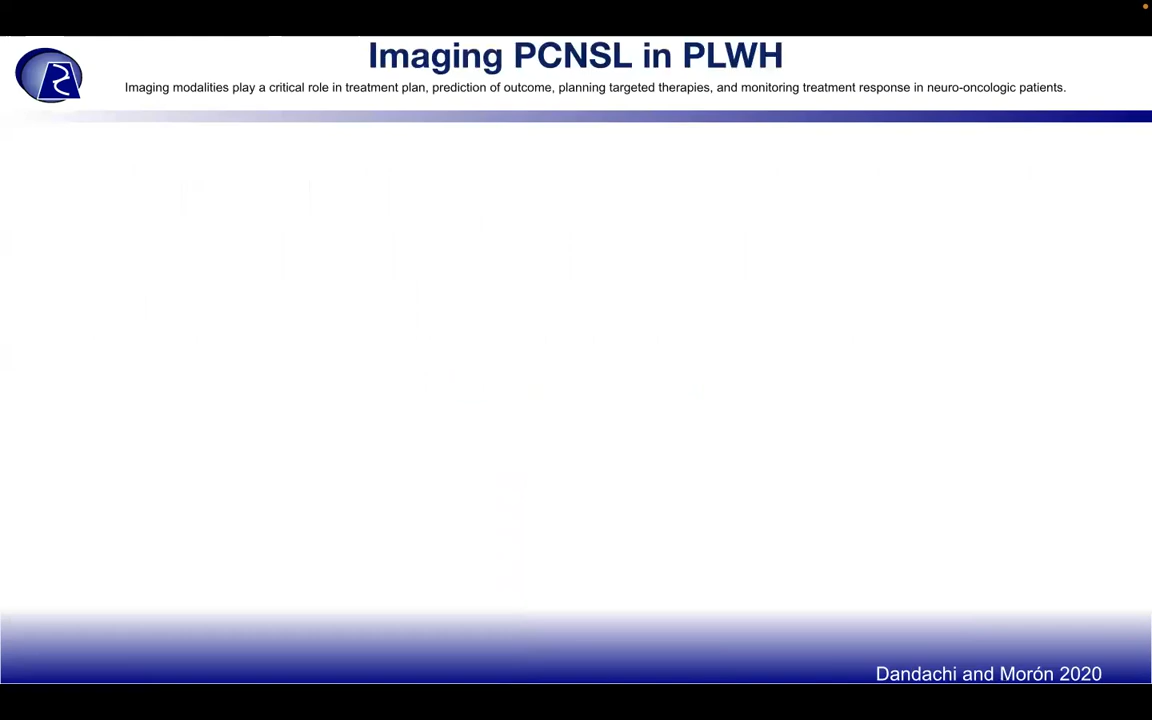 Imaging PCNSL in PLWH
Imaging modalities play a critical role in treatment plan, prediction of outcome, planning targeted therapies, and monitoring treatment response in neuro-oncologic patients.
Dandachi and Morón 2020